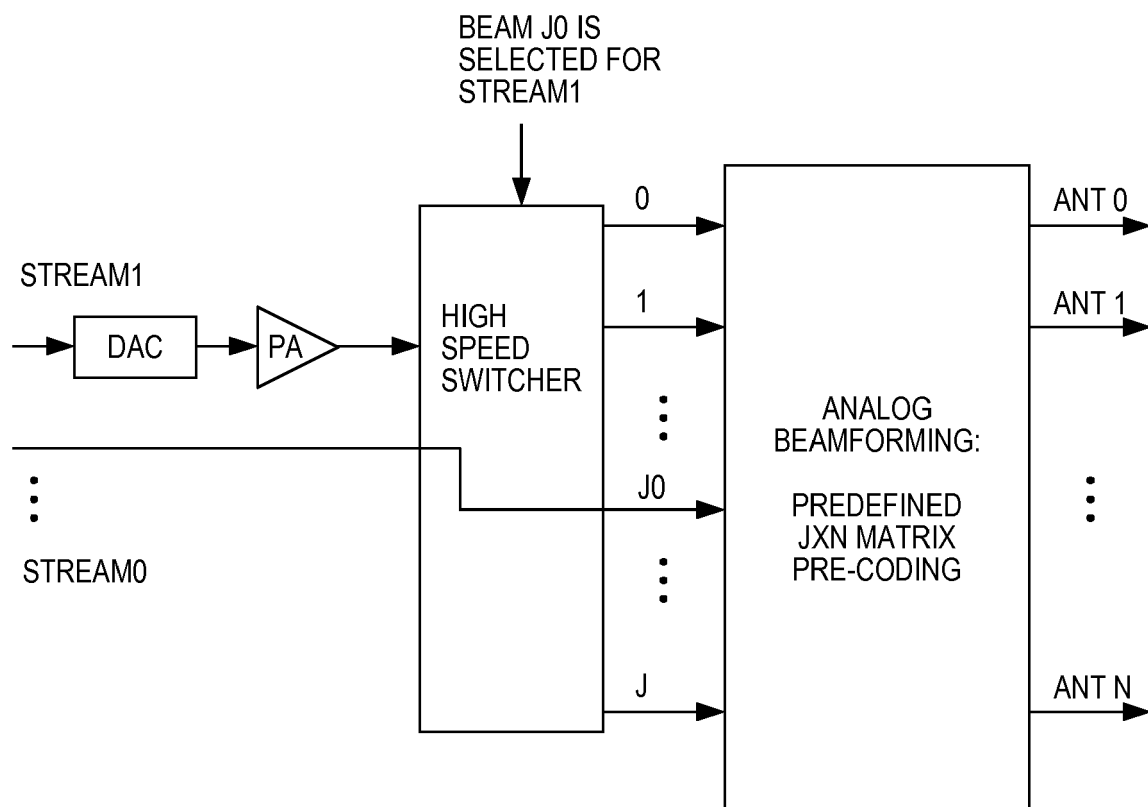 BEAM J0 IS
SELECTED FOR
STREAM1
0
ANT 0
STREAM1
1
ANT 1
DAC
PA
HIGH
SPEED
SWITCHER
ANALOG
BEAMFORMING:
J0
PREDEFINED
JXN MATRIX
PRE-CODING
STREAM0
J
ANT N